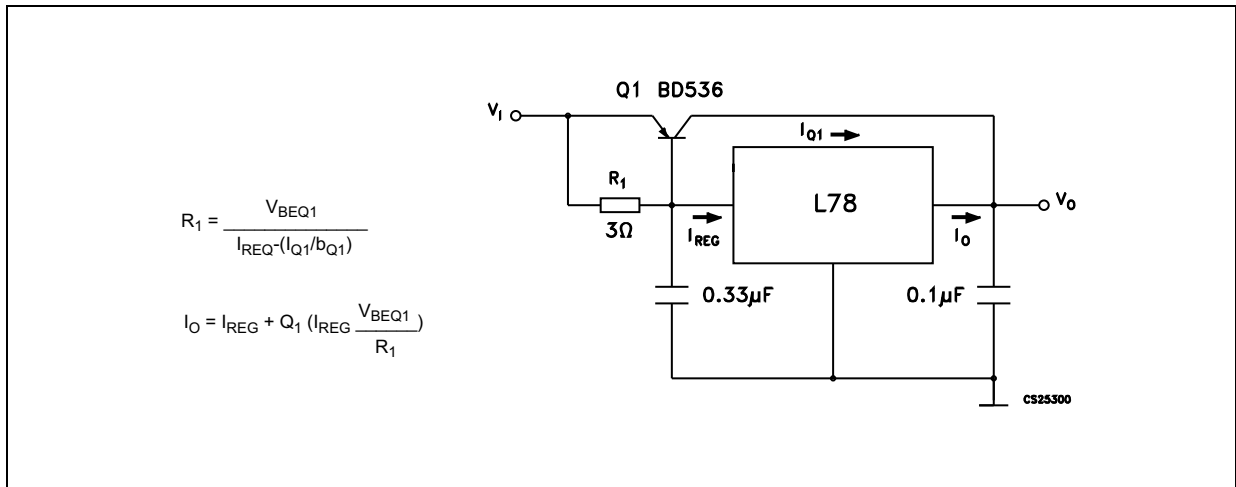 Q1 BD536
VI
IQ1
R1
L78
VO
3Ω
IREG
IO
0.33µF
0.1µF
CS25300
R1 = VBEQ1
IREQ-(IQ1/bQ1)
IO = IREG + Q1 (IREG VBEQ1)
R1